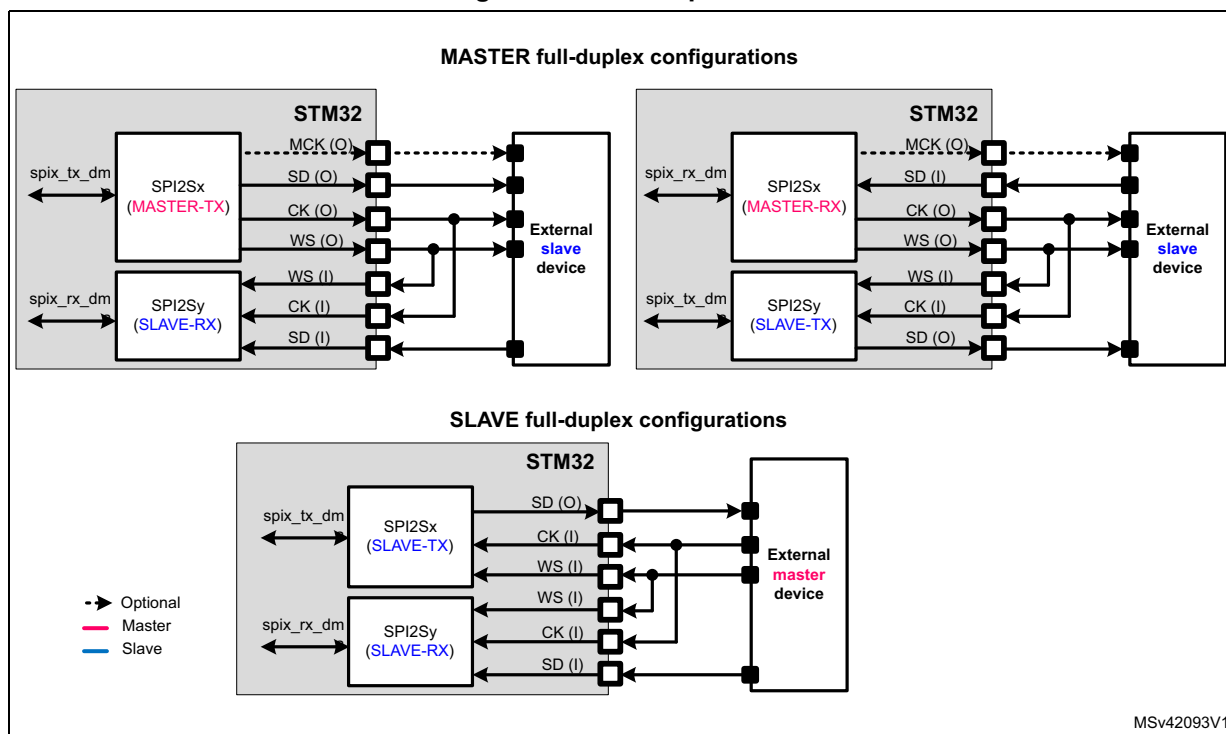 MASTER full-duplex configurations
STM32
MCK (O)
spix_tx_dm
SD (O)
SPI2Sx
(MASTER-TX)
CK (O)
WS (O)
External
slave
device
WS (I)
spix_rx_dm
SPI2Sy
(SLAVE-RX)
CK (I)
SD (I)
STM32
MCK (O)
spix_rx_dm
SD (I)
SPI2Sx
(MASTER-RX)
CK (O)
WS (O)
External
slave
device
WS (I)
spix_tx_dm
SPI2Sy
(SLAVE-TX)
CK (I)
SD (O)
SLAVE full-duplex configurations
STM32
SD (O)
spix_tx_dm
SPI2Sx
(SLAVE-TX)
CK (I)
WS (I)
External
master
device
WS (I)
spix_rx_dm
SPI2Sy
(SLAVE-RX)
CK (I)
SD (I)
Optional
Master
Slave
MSv42093V1